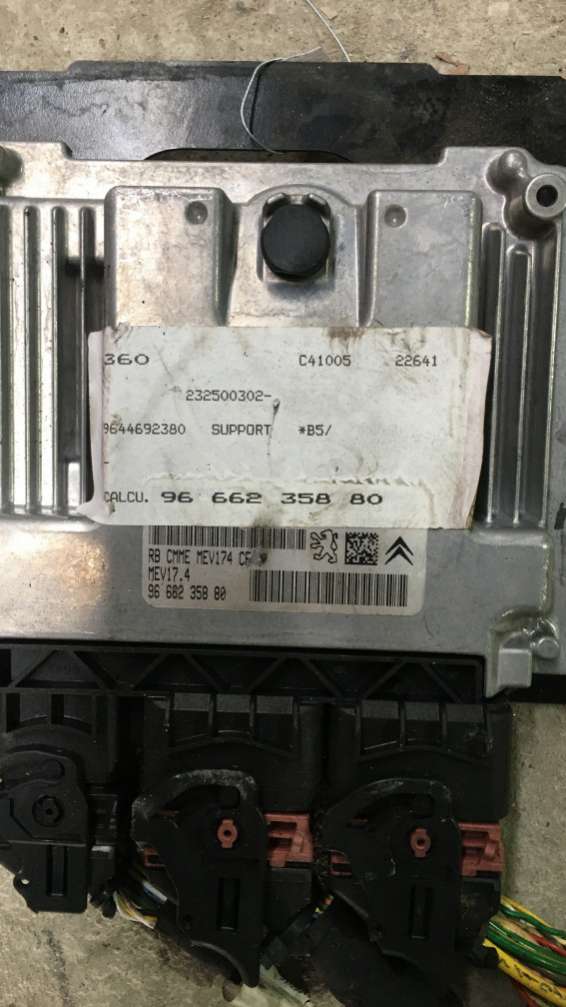 360 C41005 22641
232500302-
9644692380 SUPPORT *B5/
CALCU. 96 662 358 80
RB CMME MEV174 CF
MEV17.4
96 682 358 80